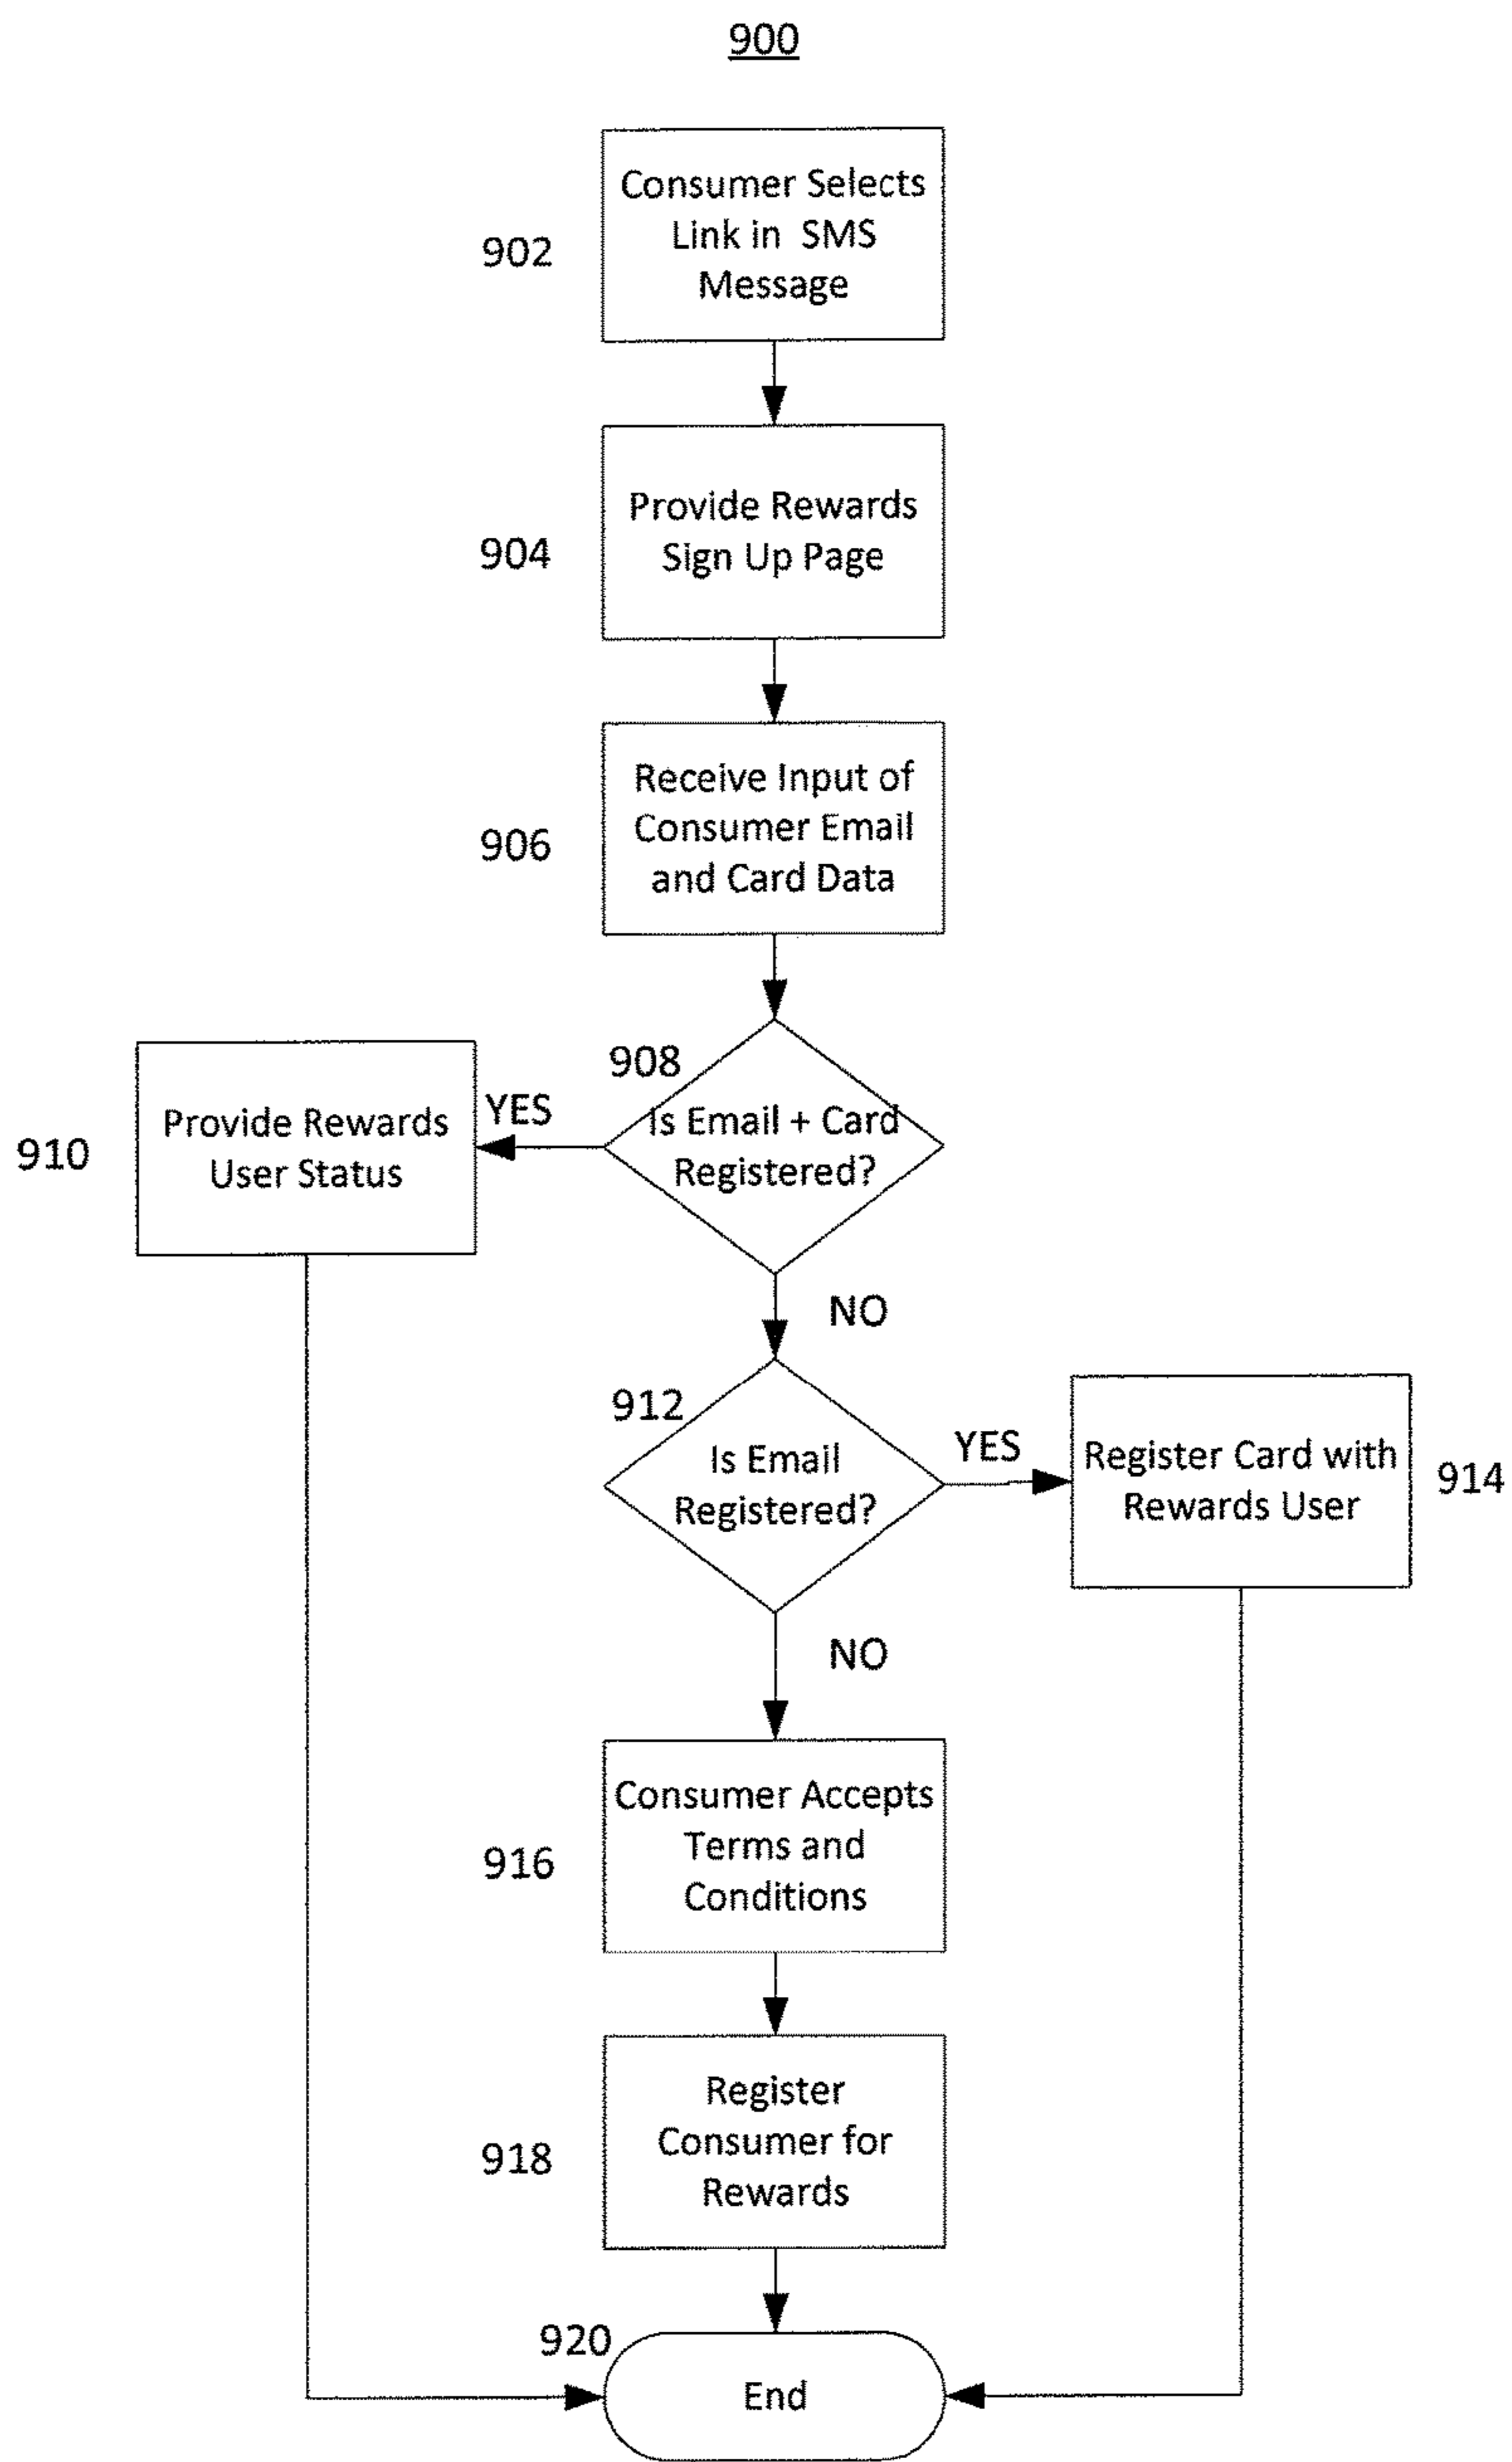 900
Consumer Selects
Link in SMS
Message
902
Provide Rewards
Sign Up Page
904
Receive Input of
Consumer Email
and Card Data
906
908
Is Email + Card
Registered?
YES
Provide Rewards
User Status
910
NO
912
Is Email
Registered?
YES
Register Card with
Rewards User
914
NO
Consumer Accepts
Terms and
Conditions
916
Register
Consumer for
Rewards
918
920
End